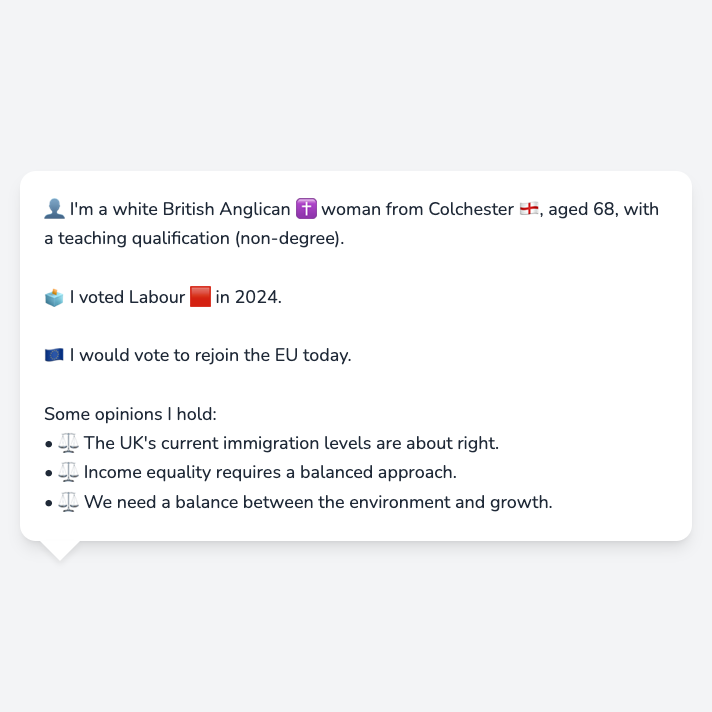 👤 I'm a white British Anglican ✝️ woman from Colchester 🏴󠁧󠁢󠁥󠁮󠁧󠁿, aged 68, with
a teaching qualification (non-degree).
🗳️ I voted Labour 🟥 in 2024.
🇪🇺 I would vote to rejoin the EU today.
Some opinions I hold:
• ⚖️ The UK's current immigration levels are about right.
• ⚖️ Income equality requires a balanced approach.
• ⚖️ We need a balance between the environment and growth.